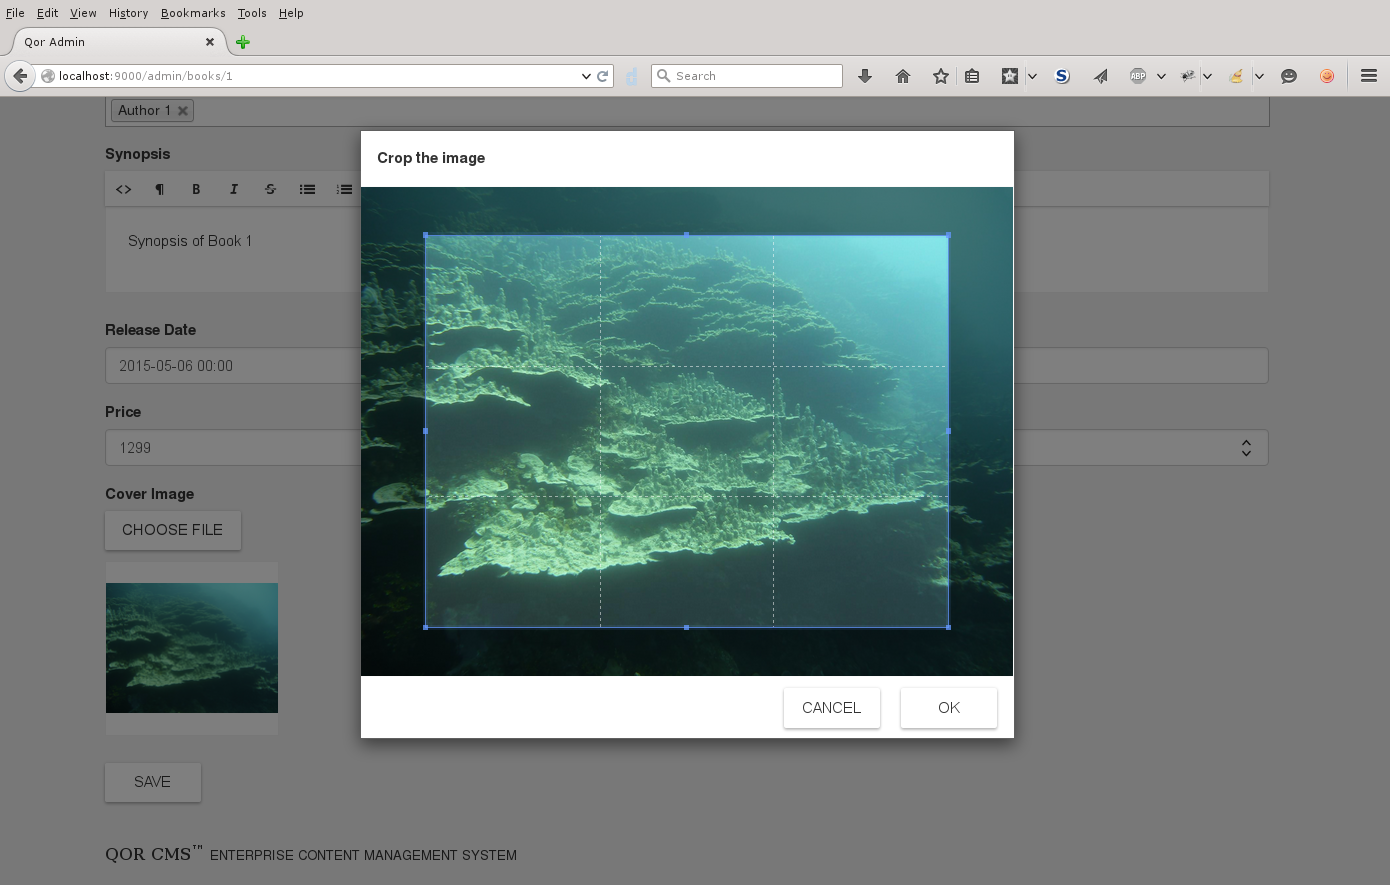 File Edit View History Bookmarks Tools Help
Qor Admin
localhost:9000/admin/books/1
Search
ABP
Author 1
Crop the image
Synopsis
Synopsis of Book 1
Release Date
2015-05-06 00:00
Price
1299
Cover Image
CHOOSE FILE
CANCEL OK
SAVE
QOR CMS™ ENTERPRISE CONTENT MANAGEMENT SYSTEM